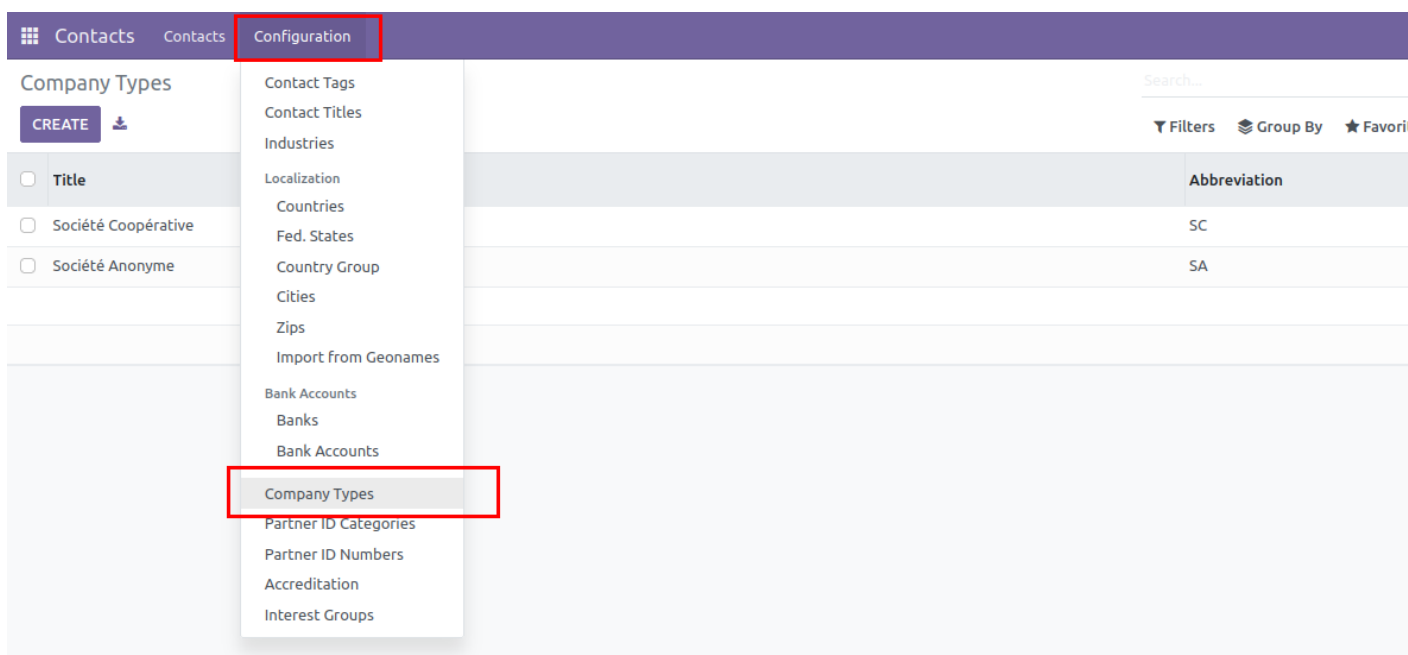 Contacts Contacts Configuration
Company Types
Search...
CREATE
Filters Group By Favori
Title Abbreviation
Société Coopérative SC
Société Anonyme SA
Contact Tags
Contact Titles
Industries
Localization
Countries
Fed. States
Country Group
Cities
Zips
Import from Geonames
Bank Accounts
Banks
Bank Accounts
Company Types
Partner ID Categories
Partner ID Numbers
Accreditation
Interest Groups